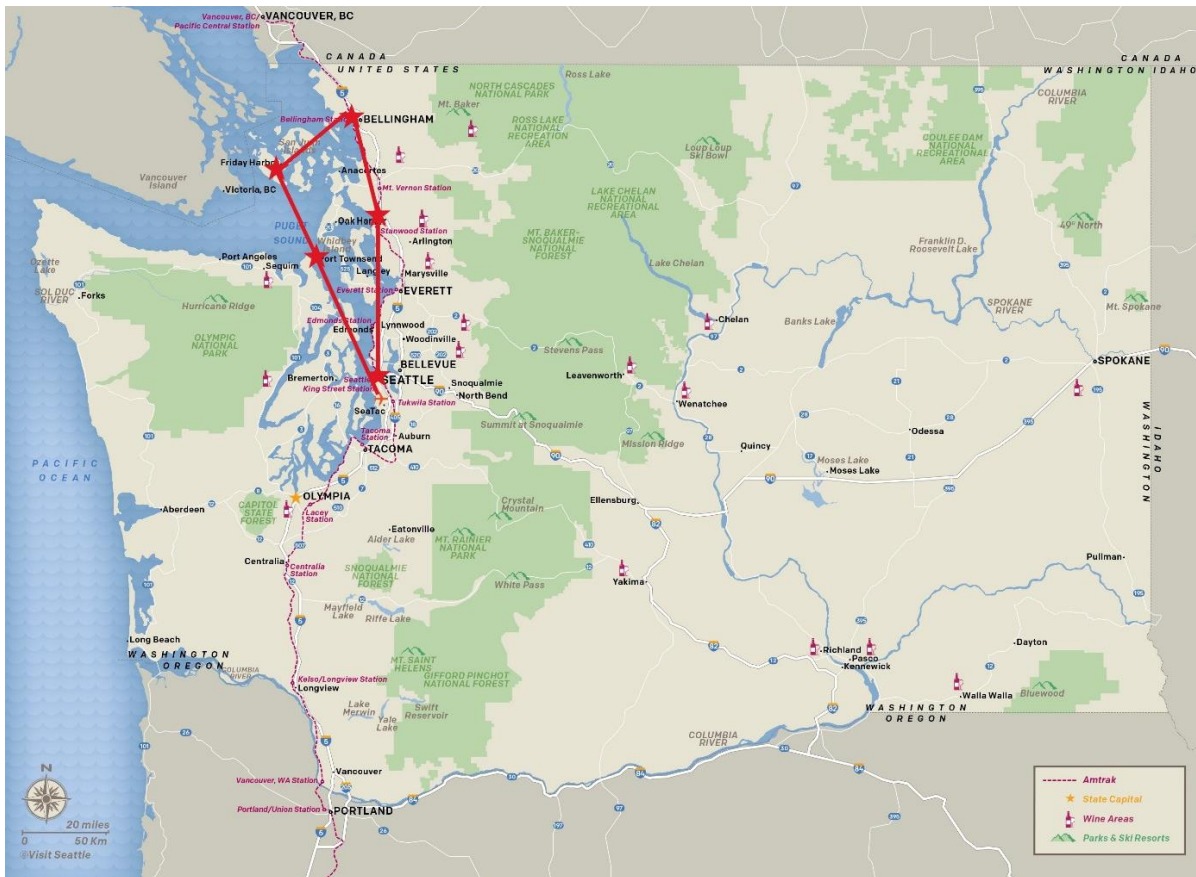 Vancouver, BC/
Pacific Central Station
VANCOUVER, BC
CANADA
UNITED STATES
CANADA
WASHINGTON IDAHO
COLUMBIA
RIVER
Ross Lake
NORTH CASCADES
NATIONAL PARK
Mt. Baker
ROSS LAKE
NATIONAL
RECREATION
AREA
Loup Loup
Ski Bowl
COULEE DAM
NATIONAL
RECREATIONAL
AREA
BELLINGHAM
Friday
Anacortes
Victoria, BC
Vancouver
Island
Mt. Vernon Station
LAKE CHELAN
NATIONAL
RECREATIONAL
AREA
Stanwood Station
Arlington
PUGET
Whidbey
MT. BAKER-
SNOQUALMIE
NATIONAL
FOREST
49° North
Franklin D.
Roosevelt Lake
Port Angeles
Sequim
Townsend
Langley
Marysville
Lake Chelan
Ozette
Lake
SOL DUC
RIVER
Forks
Hurricane Ridge
Everett Station
EVERETT
SPOKANE
RIVER
Mt. Spokane
OLYMPIC
NATIONAL
PARK
Edmonds Station
Edmonds
Lynnwood
Woodinville
Chelan
Banks Lake
Stevens Pass
Leavenworth
SPOKANE
BELLEVUE
Bremerton
SEATTLE
King Street Station
Snoqualmie
North Bend
Wenatchee
SeaTac
Tukwila Station
Summit at Snoqualmie
Mission Ridge
Quincy
Odessa
WASHINGTON
IDAHO
Tacoma
Station
Auburn
TACOMA
PACIFIC
OCEAN
Moses Lake
Moses Lake
OLYMPIA
Lacey
Station
CAPITOL
STATE
FOREST
Aberdeen
Crystal
Mountain
Ellensburg
Eatonville
Alder Lake
MT. RAINIER
NATIONAL
PARK
Centralia
Centralia
Station
SNOQUALMIE
NATIONAL
FOREST
White Pass
Yakima
Pullman
Mayfield
Lake
Riffe Lake
Long Beach
WASHINGTON
OREGON
COLUMBIA
RIVER
MT. SAINT
HELENS
GIFFORD PINCHOT
NATIONAL FOREST
Richland
Pasco
Kennewick
Dayton
Kelso/Longview Station
Longview
Walla Walla
Bluewood
Lake
Merwin
Yale
Lake
Swift
Reservoir
WASHINGTON
OREGON
COLUMBIA
RIVER
Vancouver, WA Station
Vancouver
Portland/Union Station
PORTLAND
N
20 miles
0 50 Km
©Visit Seattle
Amtrak
State Capital
Wine Areas
Parks & Ski Resorts